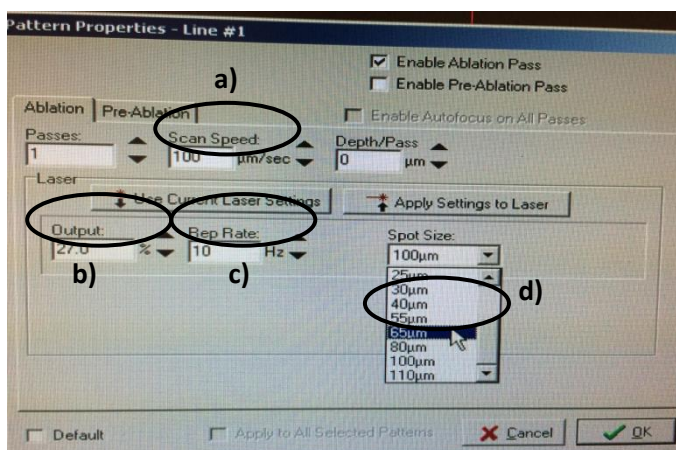 Pattern Properties - Line #1
Enable Ablation Pass
a)
Enable Pre-Ablation Pass
Ablation Pre-Ablation
Enable Autofocus on All Passes
Passes: Scan Speed: Depth/Pass
1 100 µm/sec 0 µm
Laser
Use Current Laser Settings Apply Settings to Laser
Output: Rep Rate: Spot Size:
27.0 % 10 Hz 100µm
b) c) d)
25µm
30µm
40µm
55µm
65µm
80µm
100µm
110µm
Default Apply to All Selected Patterns Cancel OK